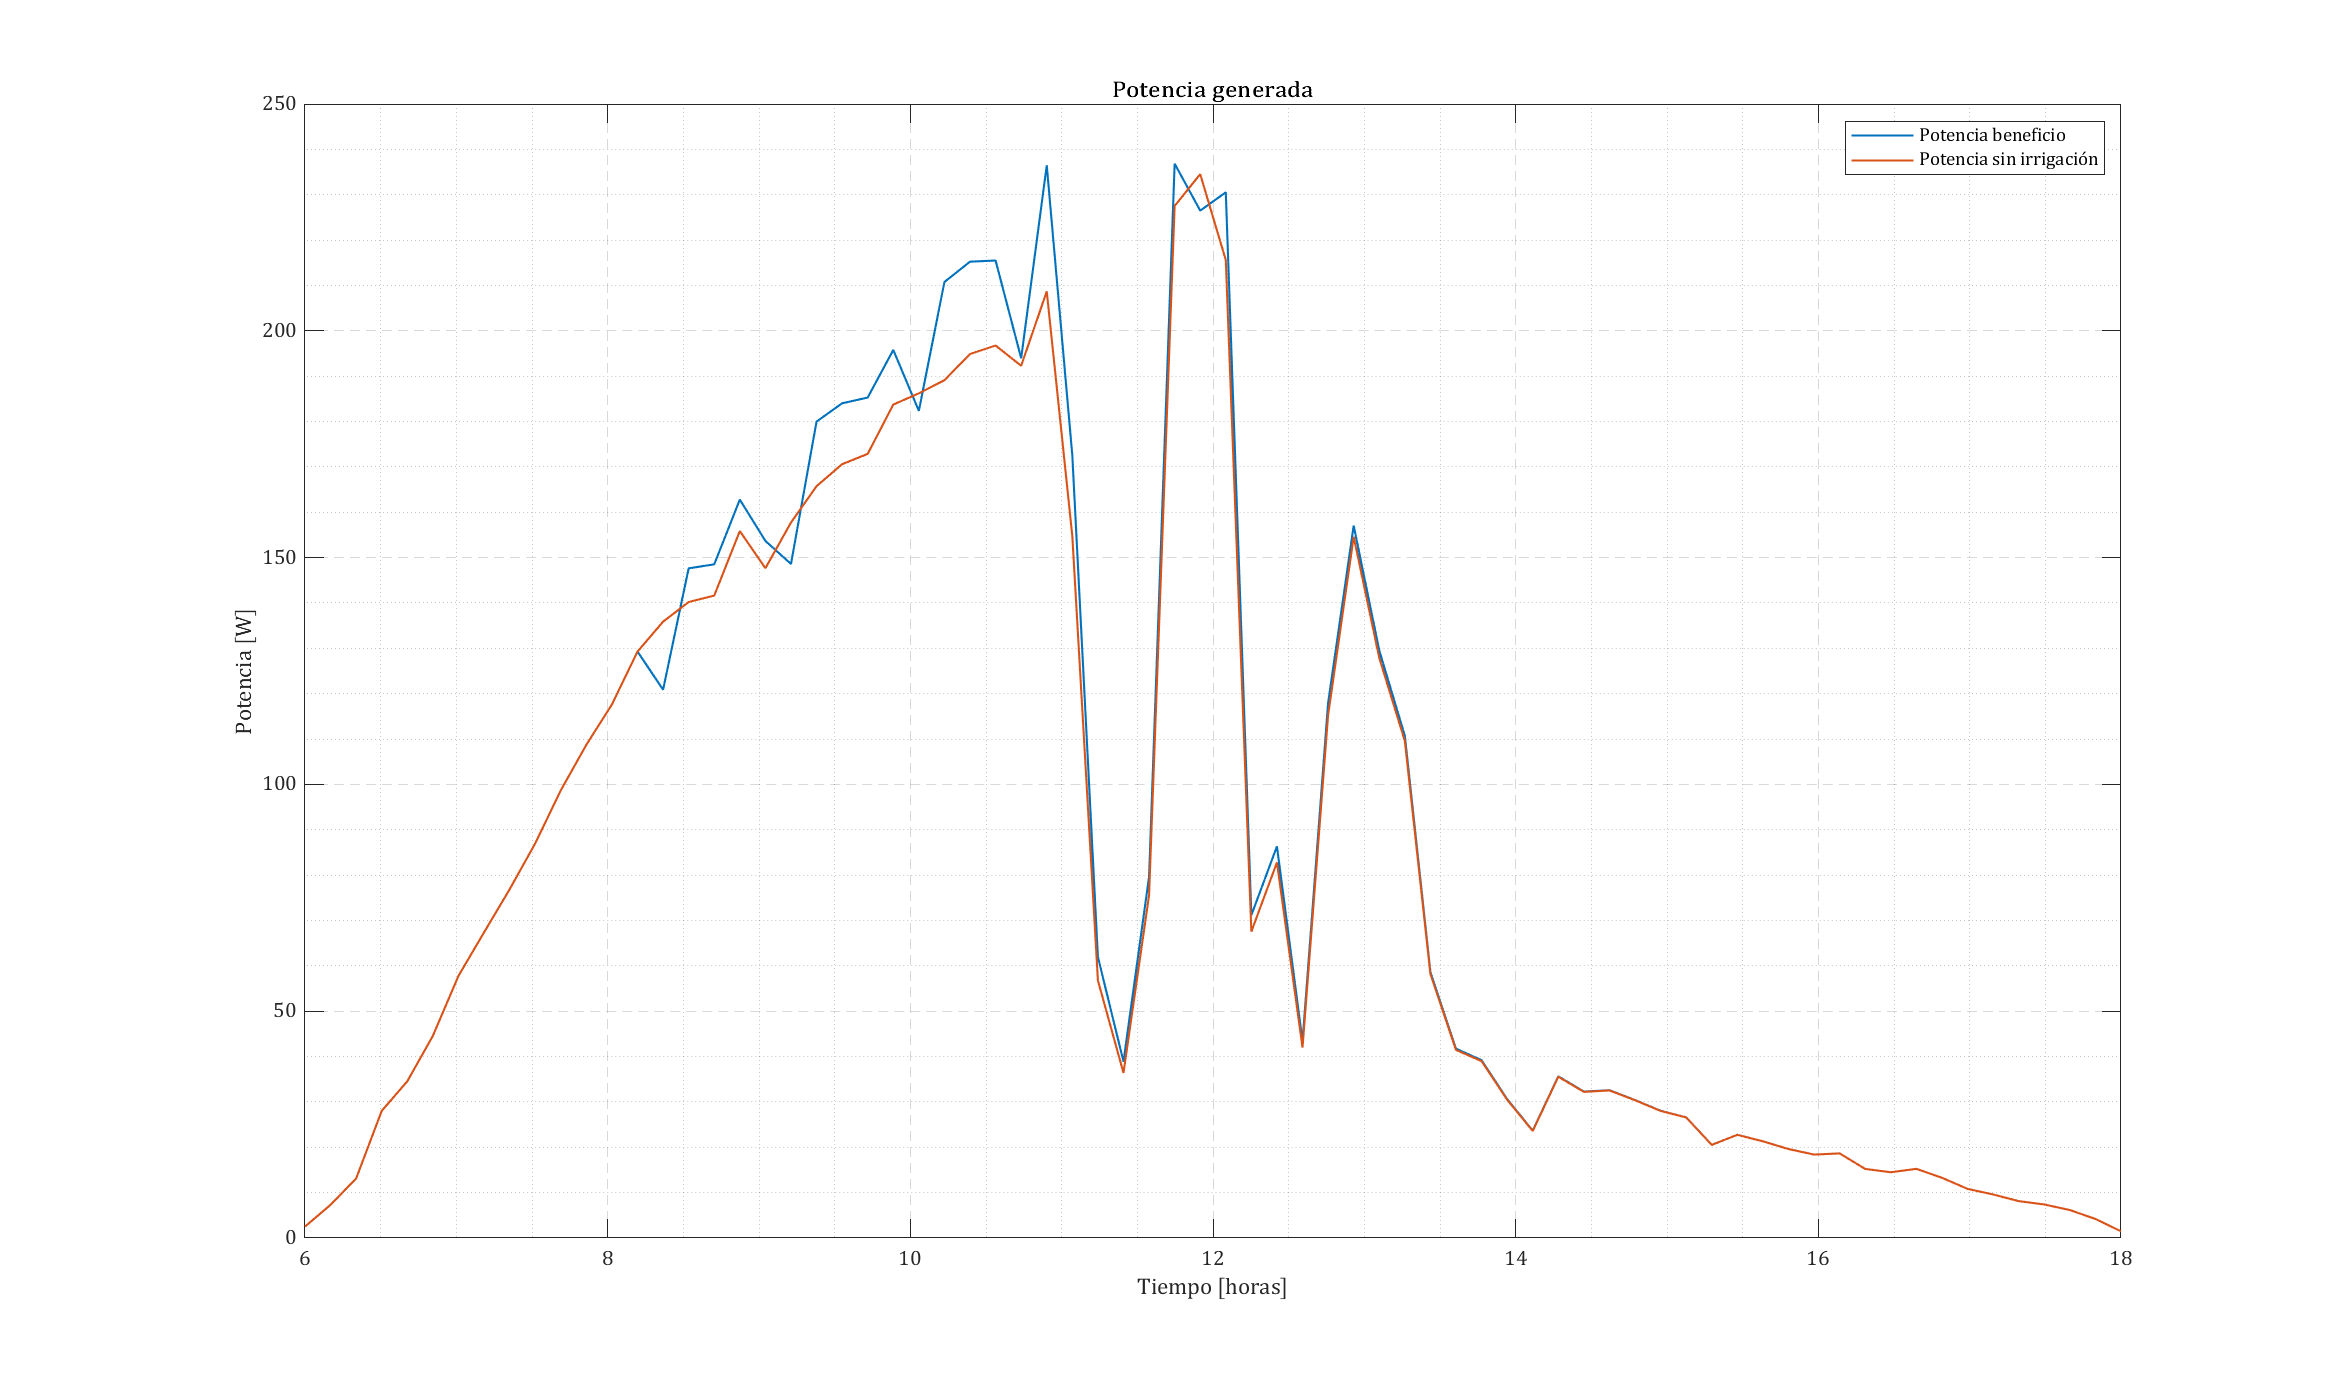 Potencia generada
250
200
150
100
50
0
Potencia [W]
Potencia beneficio
Potencia sin irrigación
6 8 10 12 14 16 18
Tiempo [horas]